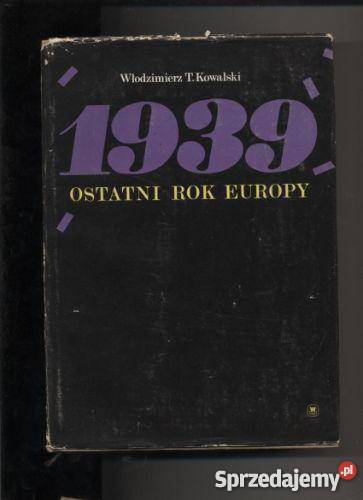 Włodzimierz T. Kowalski
1939
OSTATNI ROK EUROPY
W
Sprzedajemy.pl